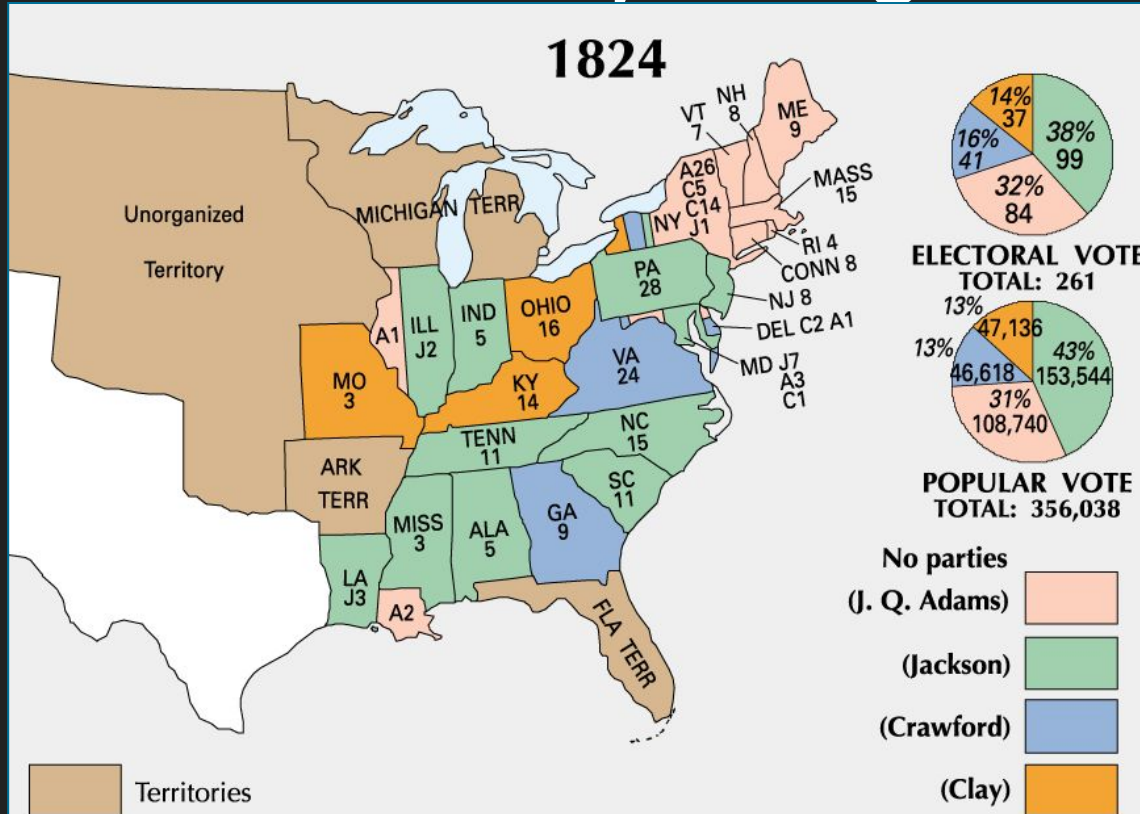 1824
Unorganized
Territory
MICHIGAN TERR
VT
7
NH
8
ME
9
A26
C5
C14
NY J1
MASS
15
RI 4
CONN 8
PA
28
NJ 8
DEL C2 A1
MD J7
A3
C1
A1
ILL
J2
IND
5
OHIO
16
MO
3
KY
14
VA
24
TENN
11
NC
15
ARK
TERR
SC
11
MISS
3
ALA
5
GA
9
LA
J3
A2
FLA TERR
14%
37
38%
99
16%
41
32%
84
ELECTORAL VOTE
TOTAL: 261
13%
47,136
43%
153,544
13%
46,618
31%
108,740
POPULAR VOTE
TOTAL: 356,038
No parties
(J. Q. Adams)
(Jackson)
(Crawford)
(Clay)
Territories